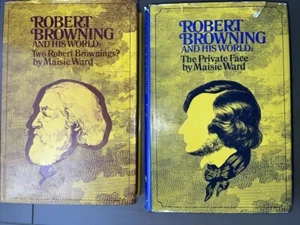 ROBERT
BROWNING
AND HIS WORLD:
Two Robert Brownings?
by Maisie Ward
ROBERT
BROWNING
AND HIS WORLD:
The Private Face
by Maisie Ward